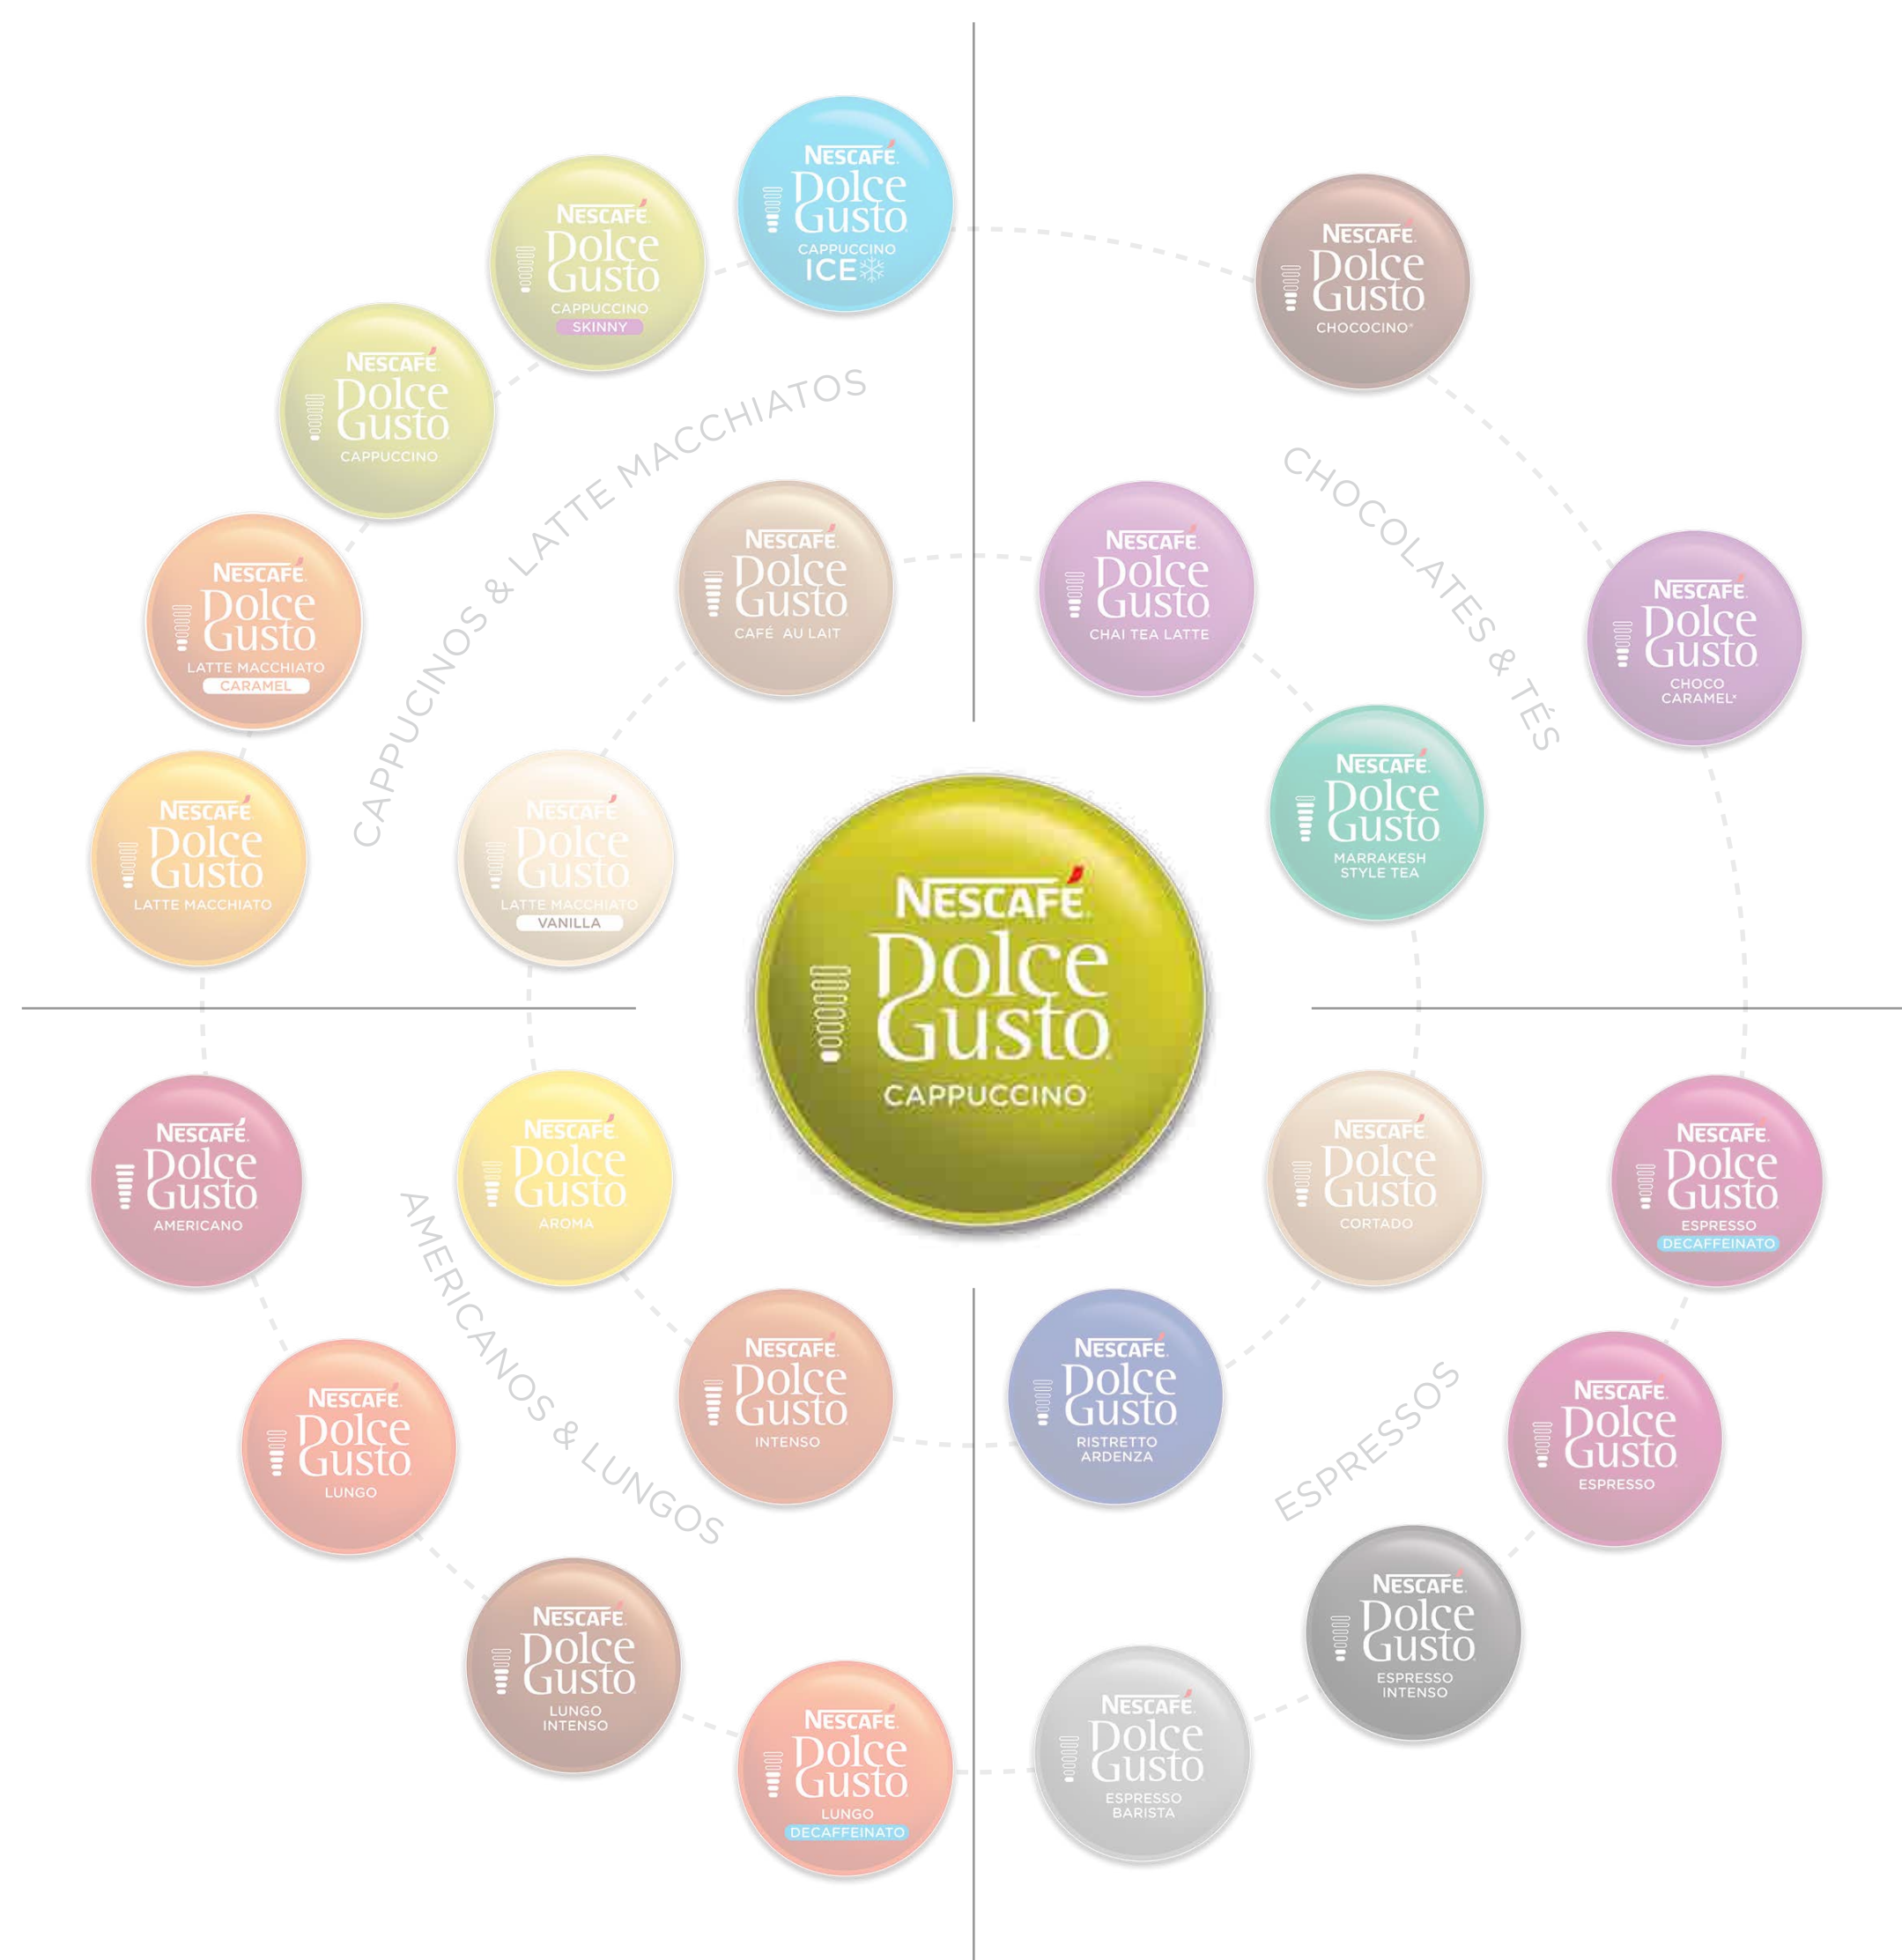 NESCAFÉ
Dolce
Gusto
CAPPUCCINO
ICE
NESCAFÉ
Dolce
Gusto
CAPPUCCINO
SKINNY
NESCAFÉ
Dolce
Gusto
CAPPUCCINO
NESCAFÉ
Dolce
Gusto
LATTE MACCHIATO
CARAMEL
NESCAFÉ
Dolce
Gusto
LATTE MACCHIATO
CAPPUCINOS & LATTE MACCHIATOS
NESCAFÉ
Dolce
Gusto
CAFÉ AU LAIT
NESCAFÉ
Dolce
Gusto
LATTE MACCHIATO
VANILLA
NESCAFÉ
Dolce
Gusto
CHOCOCINO®
NESCAFÉ
Dolce
Gusto
CHOCO
CARAMEL*
CHOCOLATES & TÉS
NESCAFÉ
Dolce
Gusto
CHAI TEA LATTE
NESCAFÉ
Dolce
Gusto
MARRAKESH
STYLE TEA
NESCAFÉ
Dolce
Gusto
CAPPUCCINO
NESCAFÉ
Dolce
Gusto
AMERICANO
NESCAFÉ
Dolce
Gusto
AROMA
AMERICANOS & LUNGOS
NESCAFÉ
Dolce
Gusto
INTENSO
NESCAFÉ
Dolce
Gusto
LUNGO
NESCAFÉ
Dolce
Gusto
LUNGO
INTENSO
NESCAFÉ
Dolce
Gusto
LUNGO
DECAFFEINATO
NESCAFÉ
Dolce
Gusto
CORTADO
NESCAFÉ
Dolce
Gusto
ESPRESSO
DECAFFEINATO
NESCAFÉ
Dolce
Gusto
RISTRETTO
ARDENZA
ESPRESSOS
NESCAFÉ
Dolce
Gusto
ESPRESSO
NESCAFÉ
Dolce
Gusto
ESPRESSO
INTENSO
NESCAFÉ
Dolce
Gusto
ESPRESSO
BARISTA